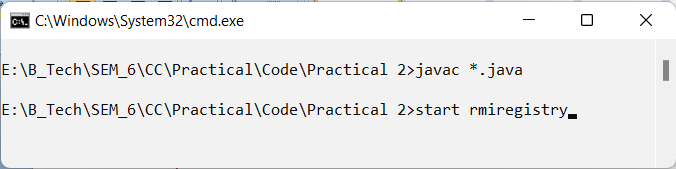 C:\Windows\System32\cmd.exe
E:\B_Tech\SEM_6\CC\Practical\Code\Practical 2>javac *.java
E:\B_Tech\SEM_6\CC\Practical\Code\Practical 2>start rmiregistry